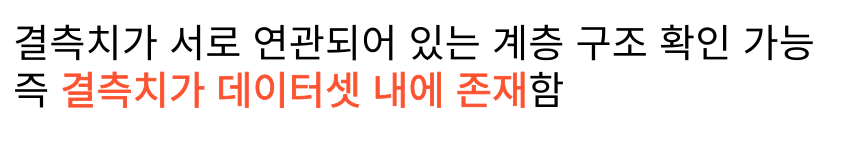 결측치가 서로 연관되어 있는 계층 구조 확인 가능
즉 결측치가 데이터셋 내에 존재함